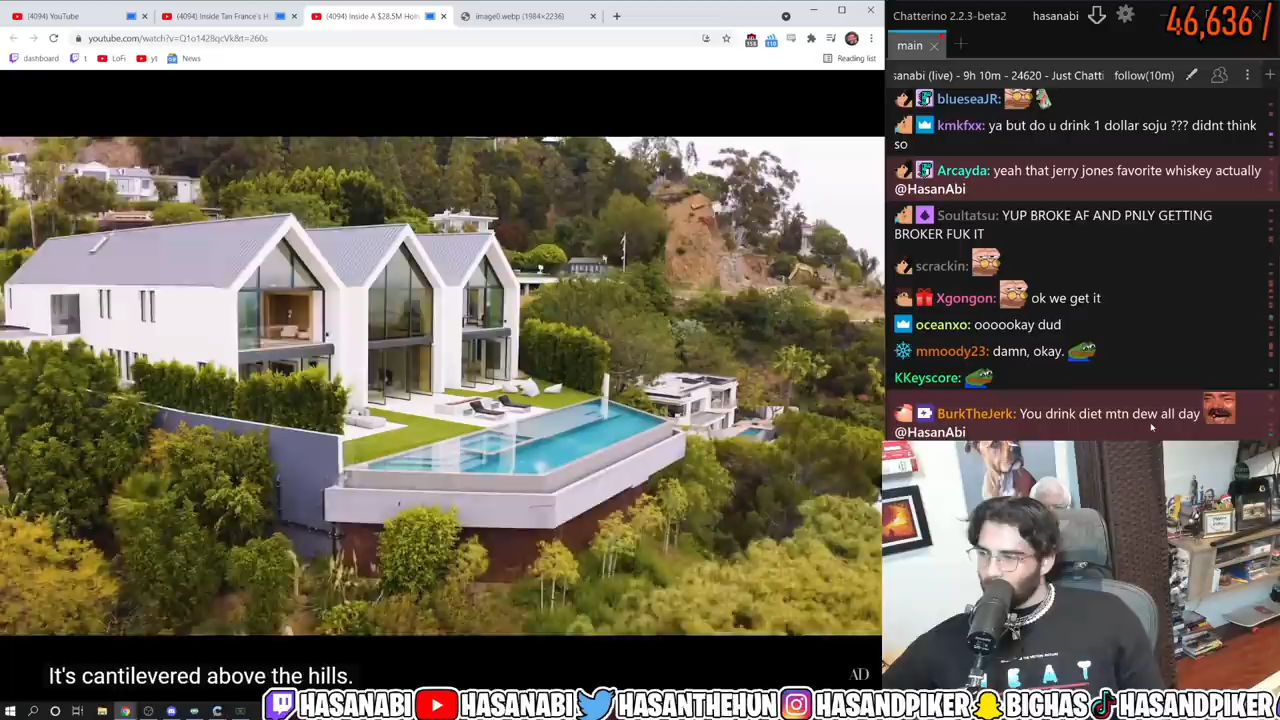 (4094) YouTube
(4094) Inside Tan France's H
(4094) Inside A $28.5M Hom
image0.webp (1984×2236)
youtube.com/watch?v=Q1o1428qcVk&t=260s
dashboard
t
LoFi
yt
News
Reading list
It's cantilevered above the hills.
AD
Chatterino 2.2.3-beta2
hasanabi
46,636 /
main
sanabi (live) - 9h 10m - 24620 - Just Chatti
follow(10m)
blueseaJR:
kmkfxx: ya but do u drink 1 dollar soju ??? didnt think
so
Arcayda: yeah that jerry jones favorite whiskey actually
@HasanAbi
Soultatsu: YUP BROKE AF AND PNLY GETTING
BROKER FUK IT
scrackin:
Xgongon: ok we get it
oceanxo: oooookay dud
mmoody23: damn, okay.
KKeyscore:
BurkTheJerk: You drink diet mtn dew all day
@HasanAbi
HEAT
HASANABI
HASANABI
HASANTHEHUN
HASANDPIKER
BIGHAS
HASANDPIKER